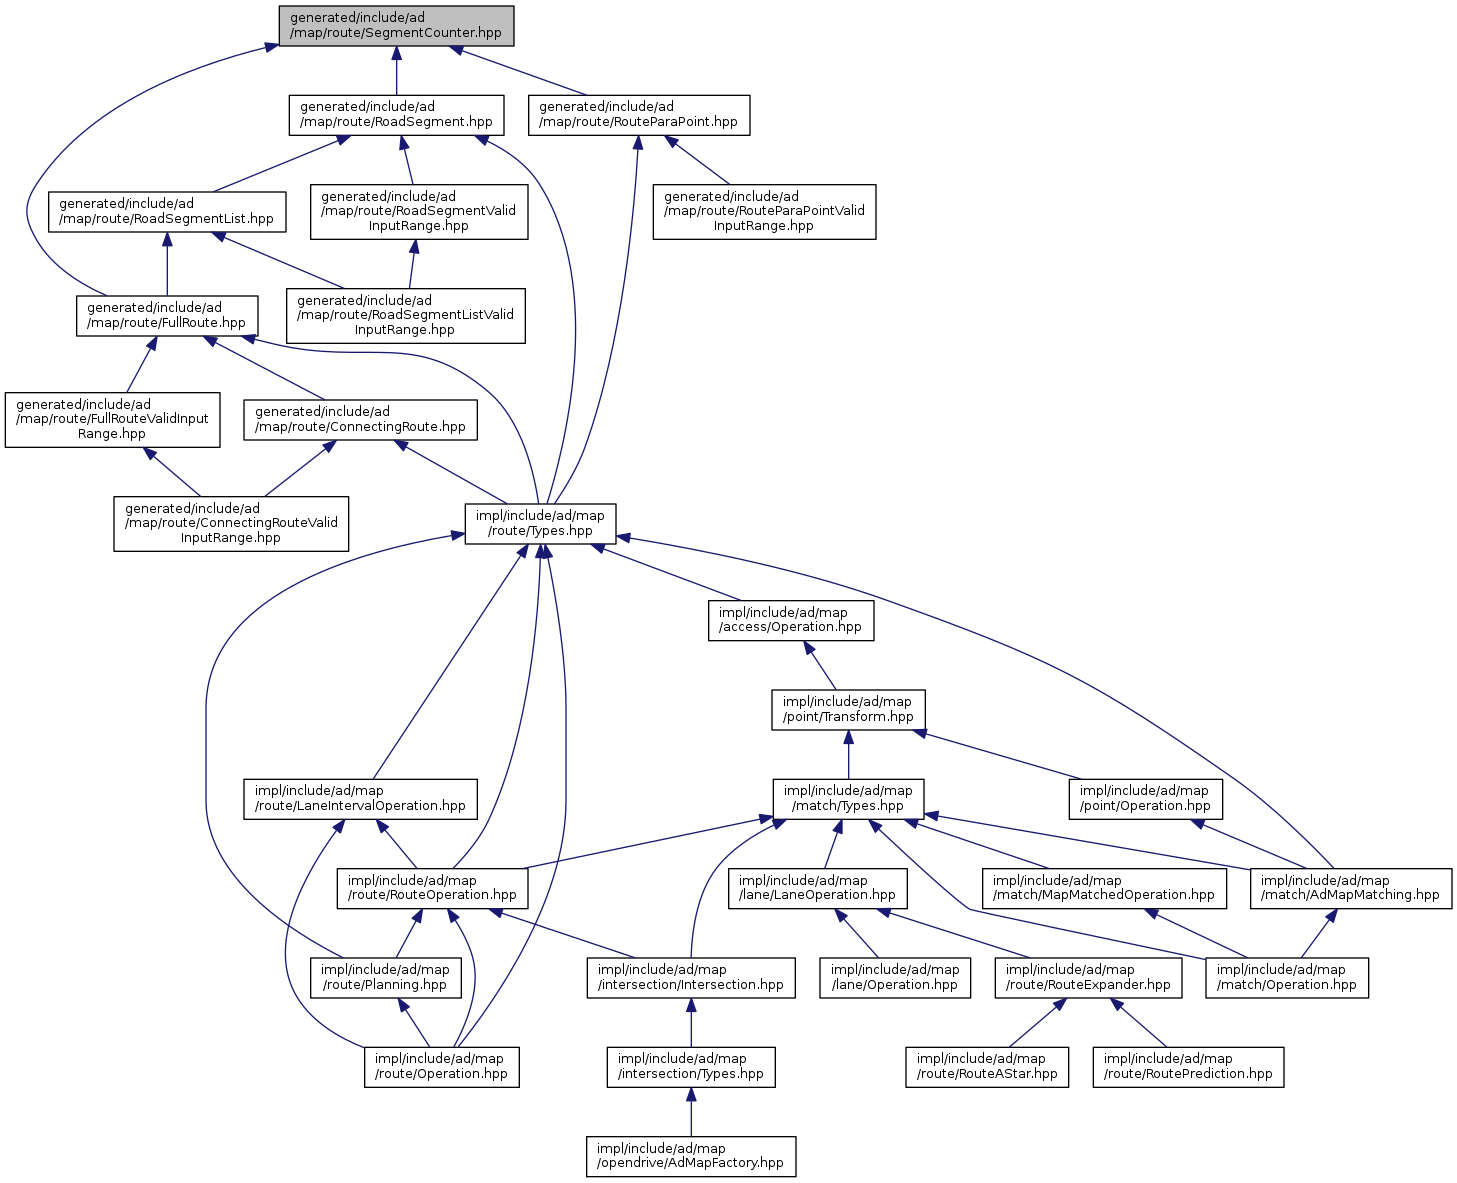 generated/include/ad
/map/route/SegmentCounter.hpp
generated/include/ad
/map/route/RoadSegment.hpp
generated/include/ad
/map/route/RouteParaPoint.hpp
generated/include/ad
/map/route/RoadSegmentList.hpp
generated/include/ad
/map/route/RoadSegmentValid
InputRange.hpp
generated/include/ad
/map/route/RouteParaPointValid
InputRange.hpp
generated/include/ad
/map/route/FullRoute.hpp
generated/include/ad
/map/route/RoadSegmentListValid
InputRange.hpp
generated/include/ad
/map/route/FullRouteValidInput
Range.hpp
generated/include/ad
/map/route/ConnectingRoute.hpp
generated/include/ad
/map/route/ConnectingRouteValid
InputRange.hpp
impl/include/ad/map
/route/Types.hpp
impl/include/ad/map
/access/Operation.hpp
impl/include/ad/map
/point/Transform.hpp
impl/include/ad/map
/route/LaneIntervalOperation.hpp
impl/include/ad/map
/match/Types.hpp
impl/include/ad/map
/point/Operation.hpp
impl/include/ad/map
/route/RouteOperation.hpp
impl/include/ad/map
/lane/LaneOperation.hpp
impl/include/ad/map
/match/MapMatchedOperation.hpp
impl/include/ad/map
/match/AdMapMatching.hpp
impl/include/ad/map
/route/Planning.hpp
impl/include/ad/map
/intersection/Intersection.hpp
impl/include/ad/map
/lane/Operation.hpp
impl/include/ad/map
/route/RouteExpander.hpp
impl/include/ad/map
/match/Operation.hpp
impl/include/ad/map
/route/Operation.hpp
impl/include/ad/map
/intersection/Types.hpp
impl/include/ad/map
/route/RouteAStar.hpp
impl/include/ad/map
/route/RoutePrediction.hpp
impl/include/ad/map
/opendrive/AdMapFactory.hpp